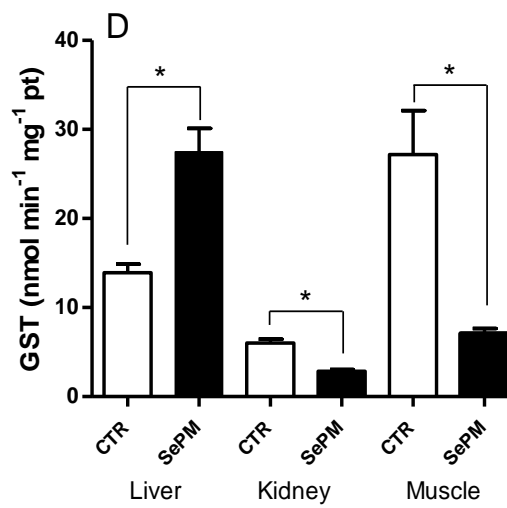 D
GST (nmol min⁻¹ mg⁻¹ pt)
40
30
20
10
0
*
*
*
CTR
SePM
CTR
SePM
CTR
SePM
Liver
Kidney
Muscle